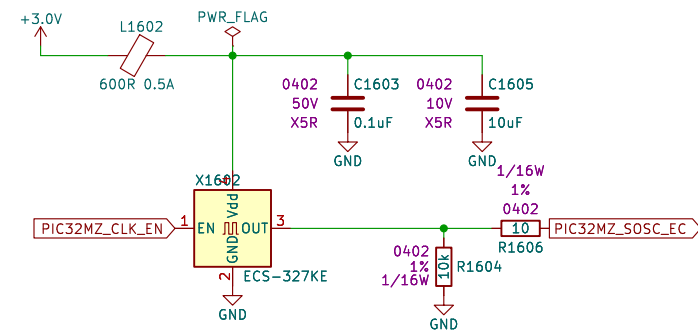 +3.0V
L1602
600R 0.5A
PWR_FLAG
0402
50V
X5R
C1603
0.1uF
GND
0402
10V
X5R
C1605
10uF
GND
X1602
4
Vdd
PIC32MZ_CLK_EN
1
EN
OUT
3
GND
2
ECS-327KE
GND
0402
1%
1/16W
10k
R1604
GND
1/16W
1%
0402
10
R1606
PIC32MZ_SOSC_EC